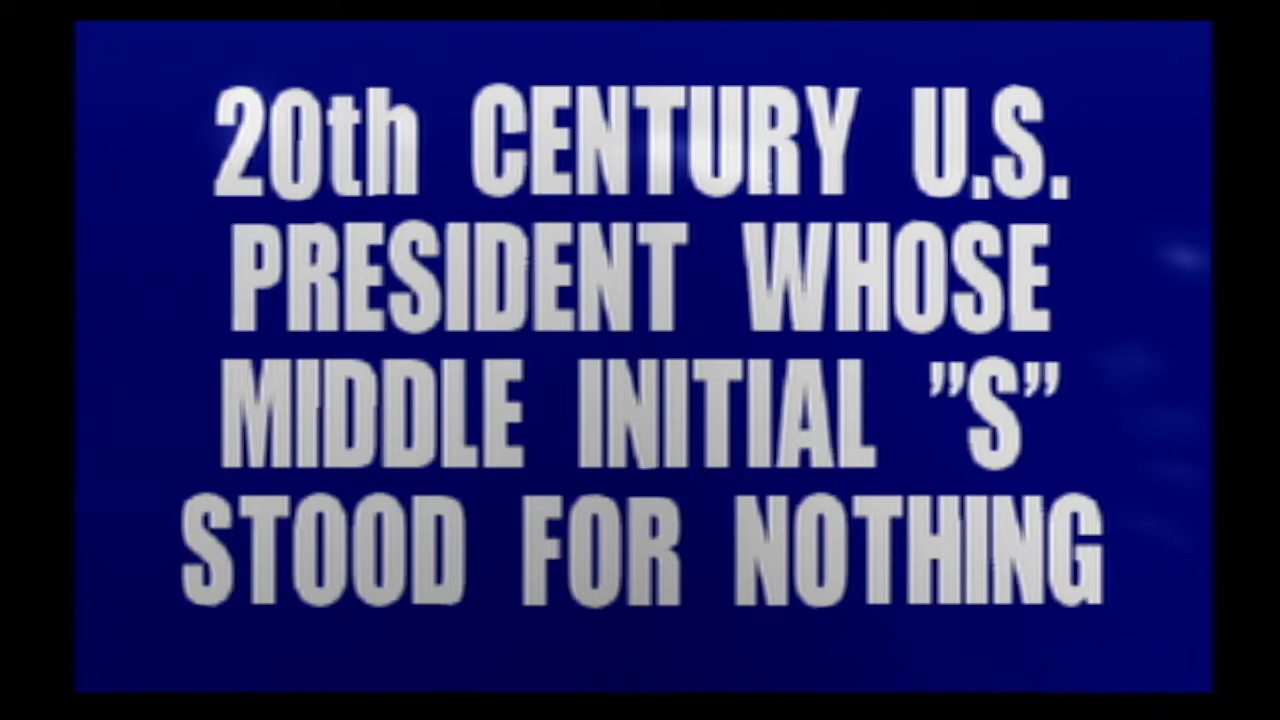 20th CENTURY U.S.
PRESIDENT WHOSE
MIDDLE INITIAL ”S”
STOOD FOR NOTHING